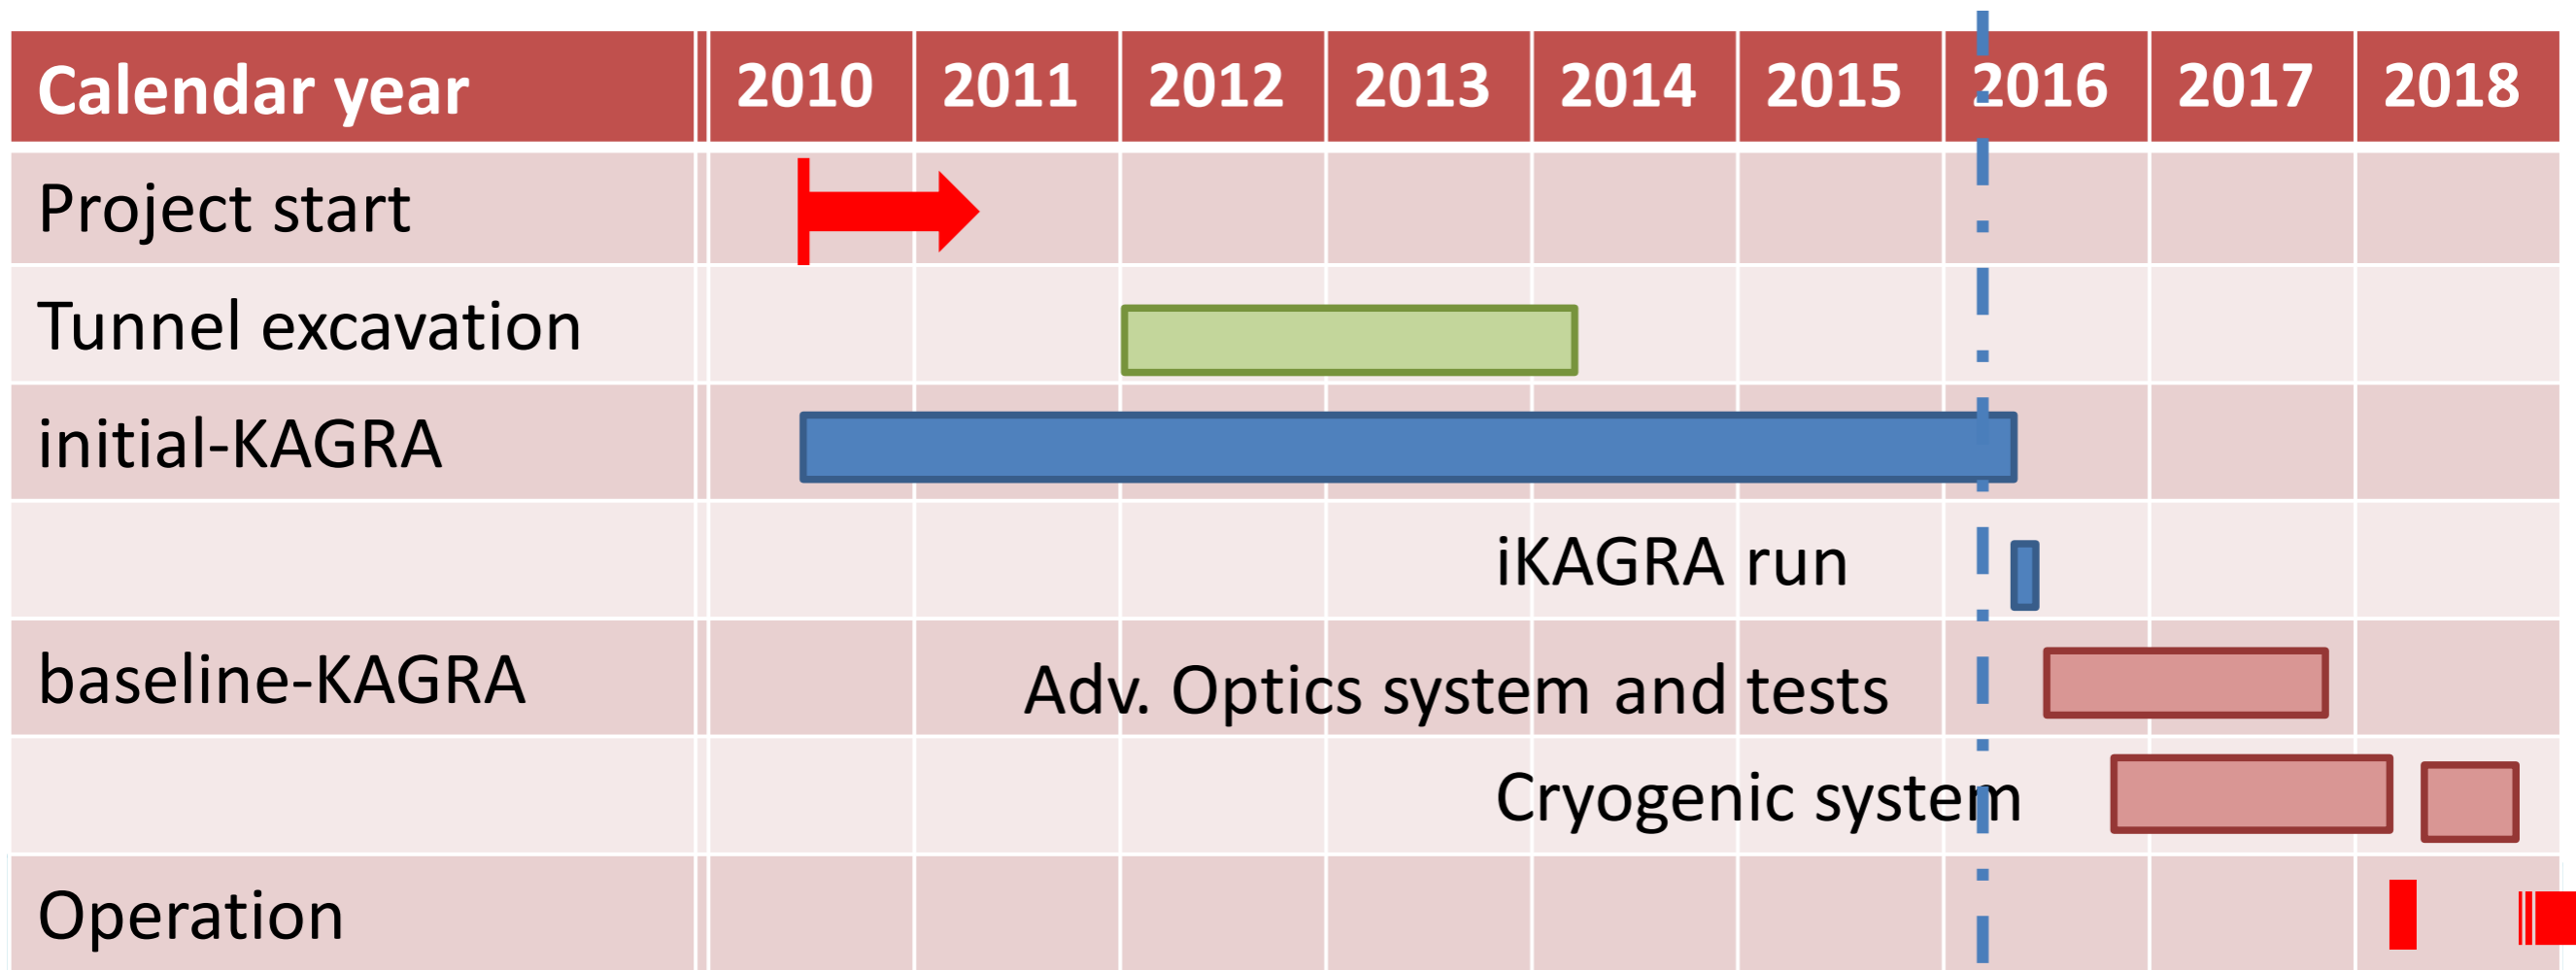 Calendar year 2010 2011 2012 2013 2014 2015 2016 2017 2018
Project start
Tunnel excavation
initial-KAGRA
iKAGRA run
baseline-KAGRA Adv. Optics system and tests
Cryogenic system
Operation